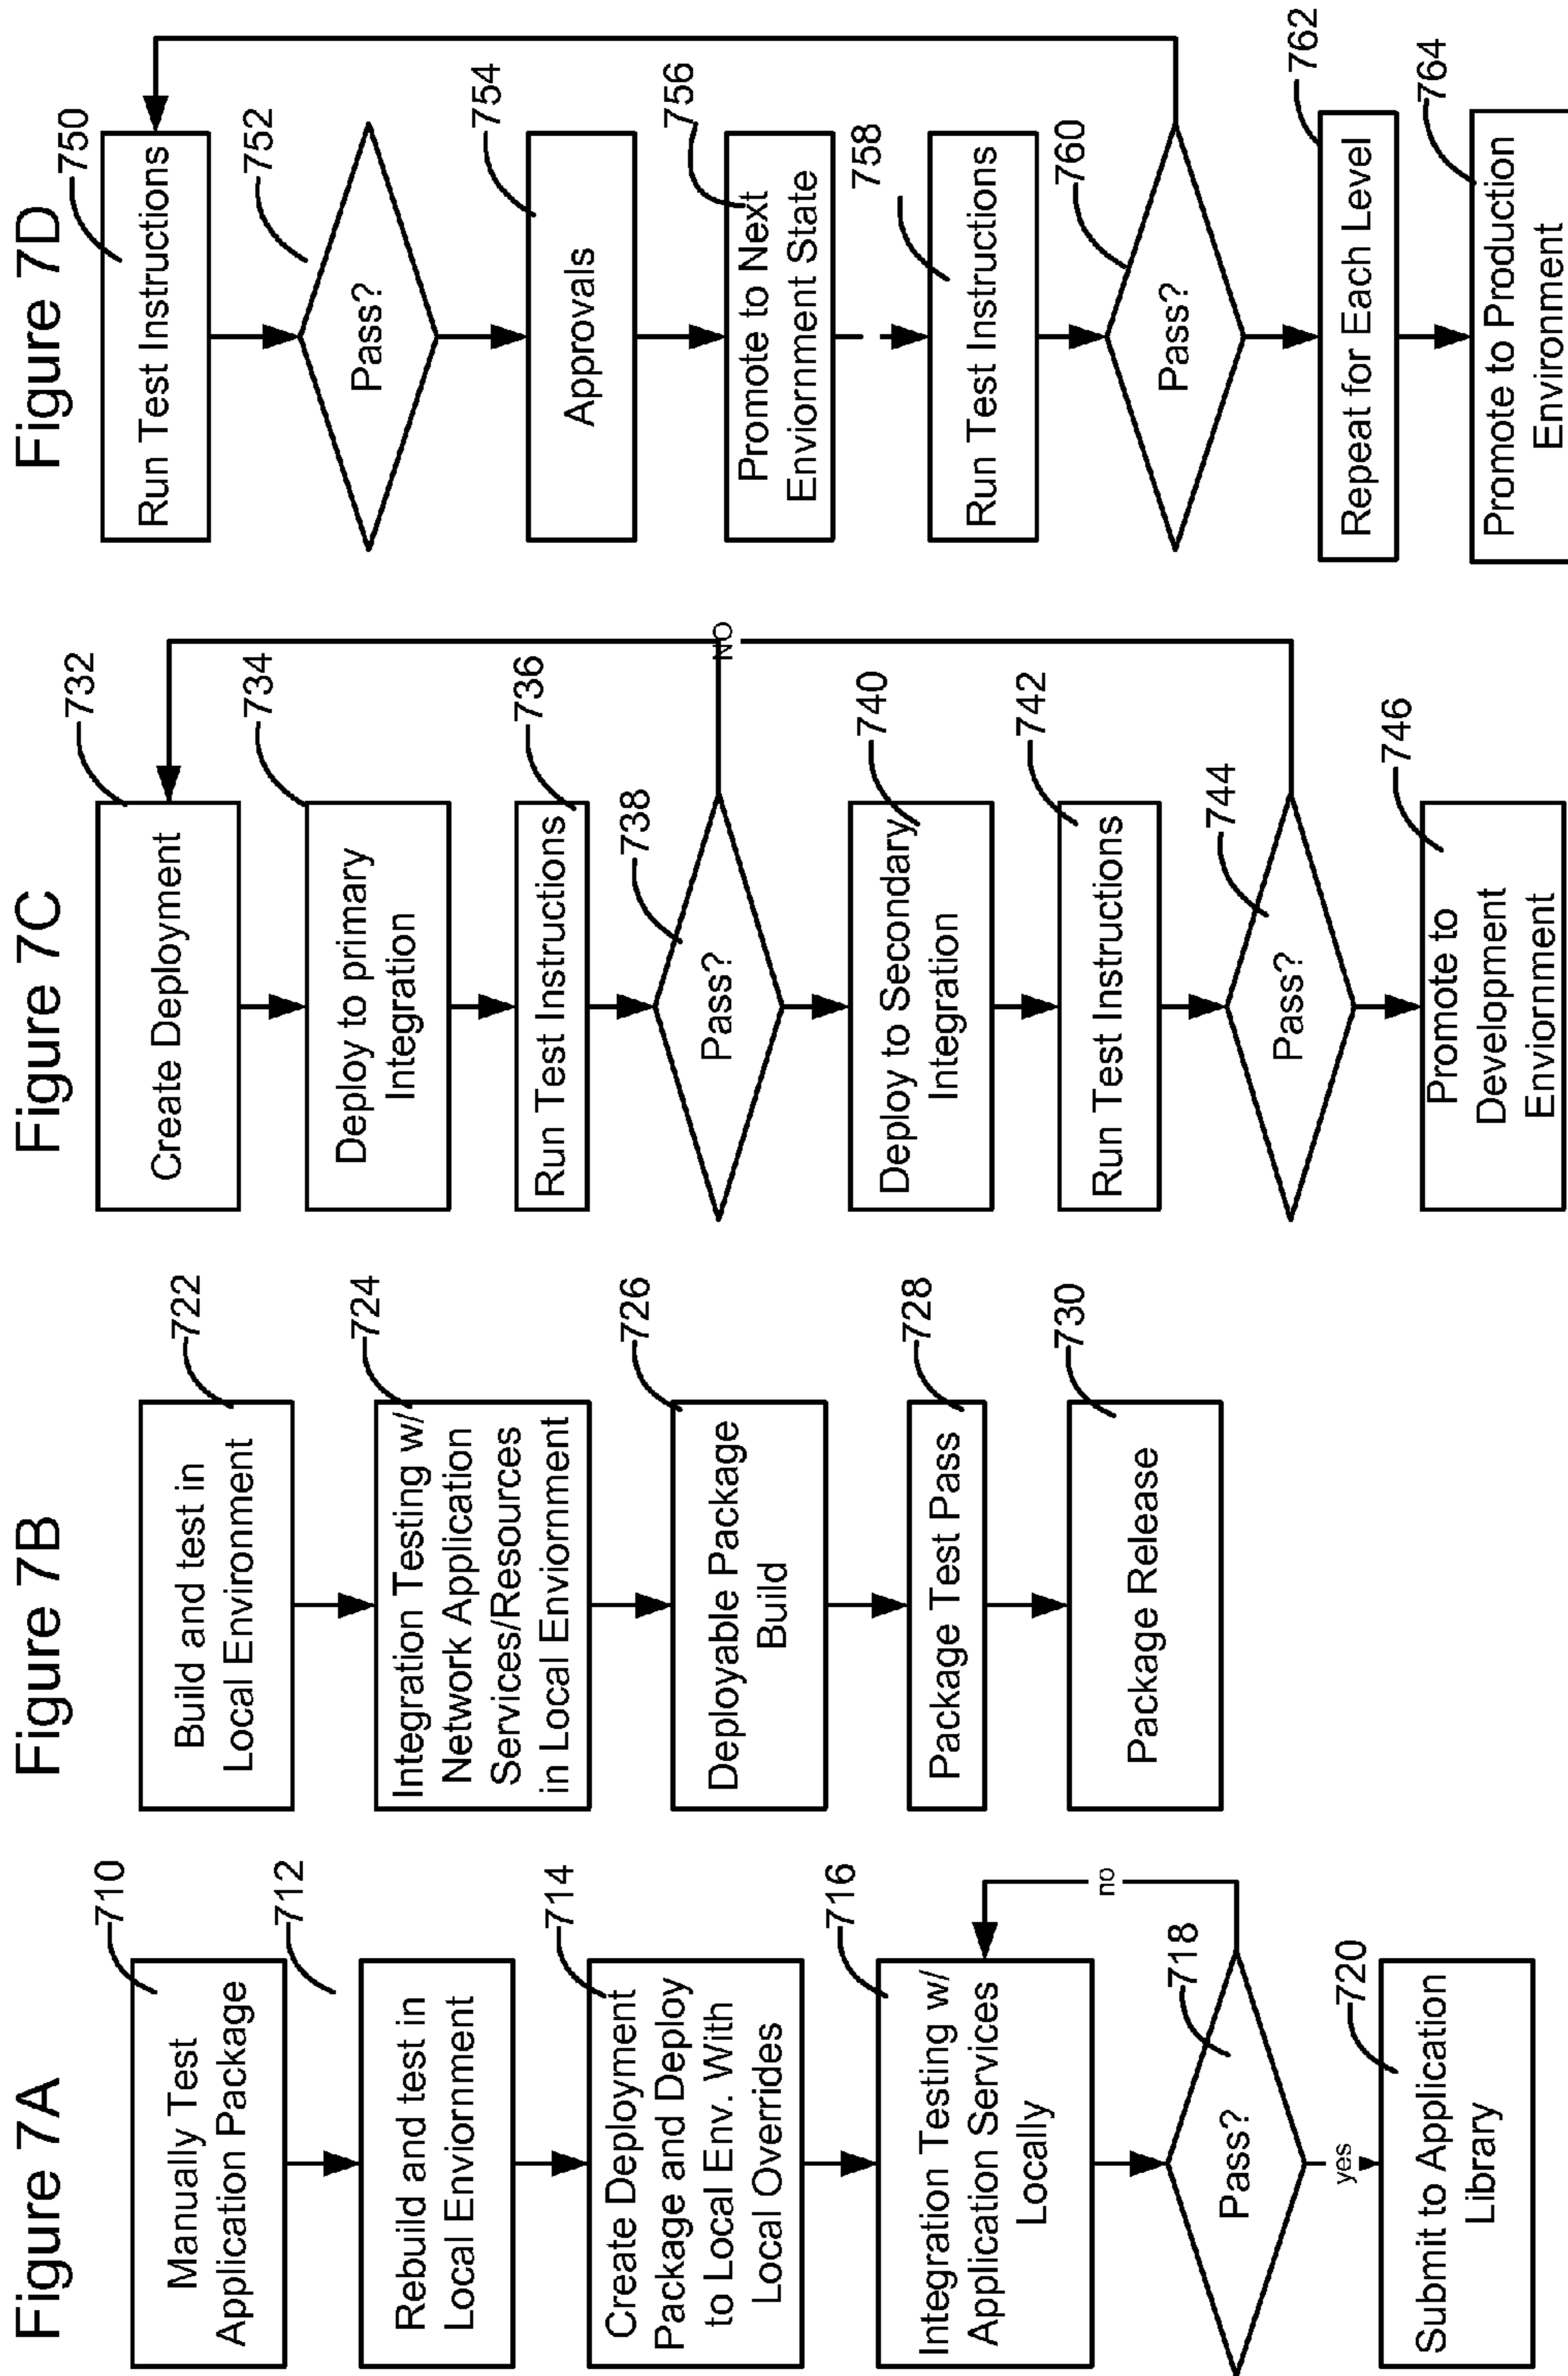 Figure 7A
710
Manually Test
Application Package
712
Rebuild and test in
Local Enviornment
714
Create Deployment
Package and Deploy
to Local Env. With
Local Overrides
716
Integration Testing w/
Application Services
Locally
718
Pass?
no
yes
720
Submit to Application
Library
Figure 7B
722
Build and test in
Local Environment
724
Integration Testing w/
Network Application
Services/Resources
in Local Enviornment
726
Deployable Package
Build
728
Package Test Pass
730
Package Release
Figure 7C
732
Create Deployment
734
Deploy to primary
Integration
736
Run Test Instructions
738
Pass?
NO
740
Deploy to Secondary
Integration
742
Run Test Instructions
744
Pass?
746
Promote to
Development
Enviornment
Figure 7D
750
Run Test Instructions
752
Pass?
754
Approvals
756
Promote to Next
Enviornment State
758
Run Test Instructions
760
Pass?
762
Repeat for Each Level
764
Promote to Production
Environment